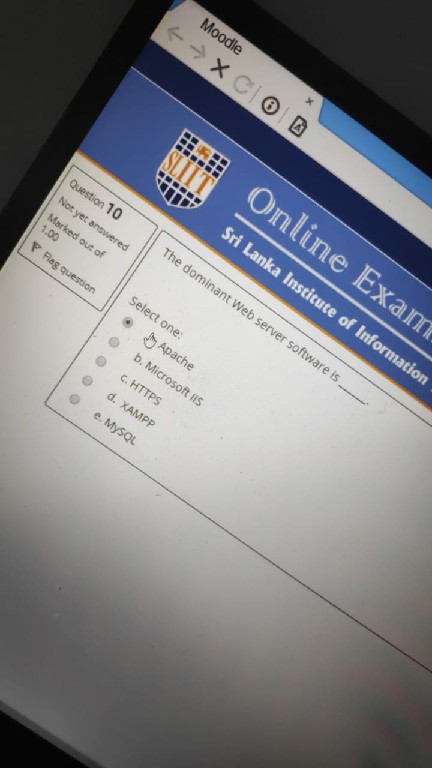 Moodle
SLIIT
Online Exam
Sri Lanka Institute of Information
Question 10
Not yet answered
Marked out of
1.00
Flag question
The dominant Web server software is _____.
Select one:
Apache
b. Microsoft IIS
c. HTTPS
d. XAMPP
e. MySQL